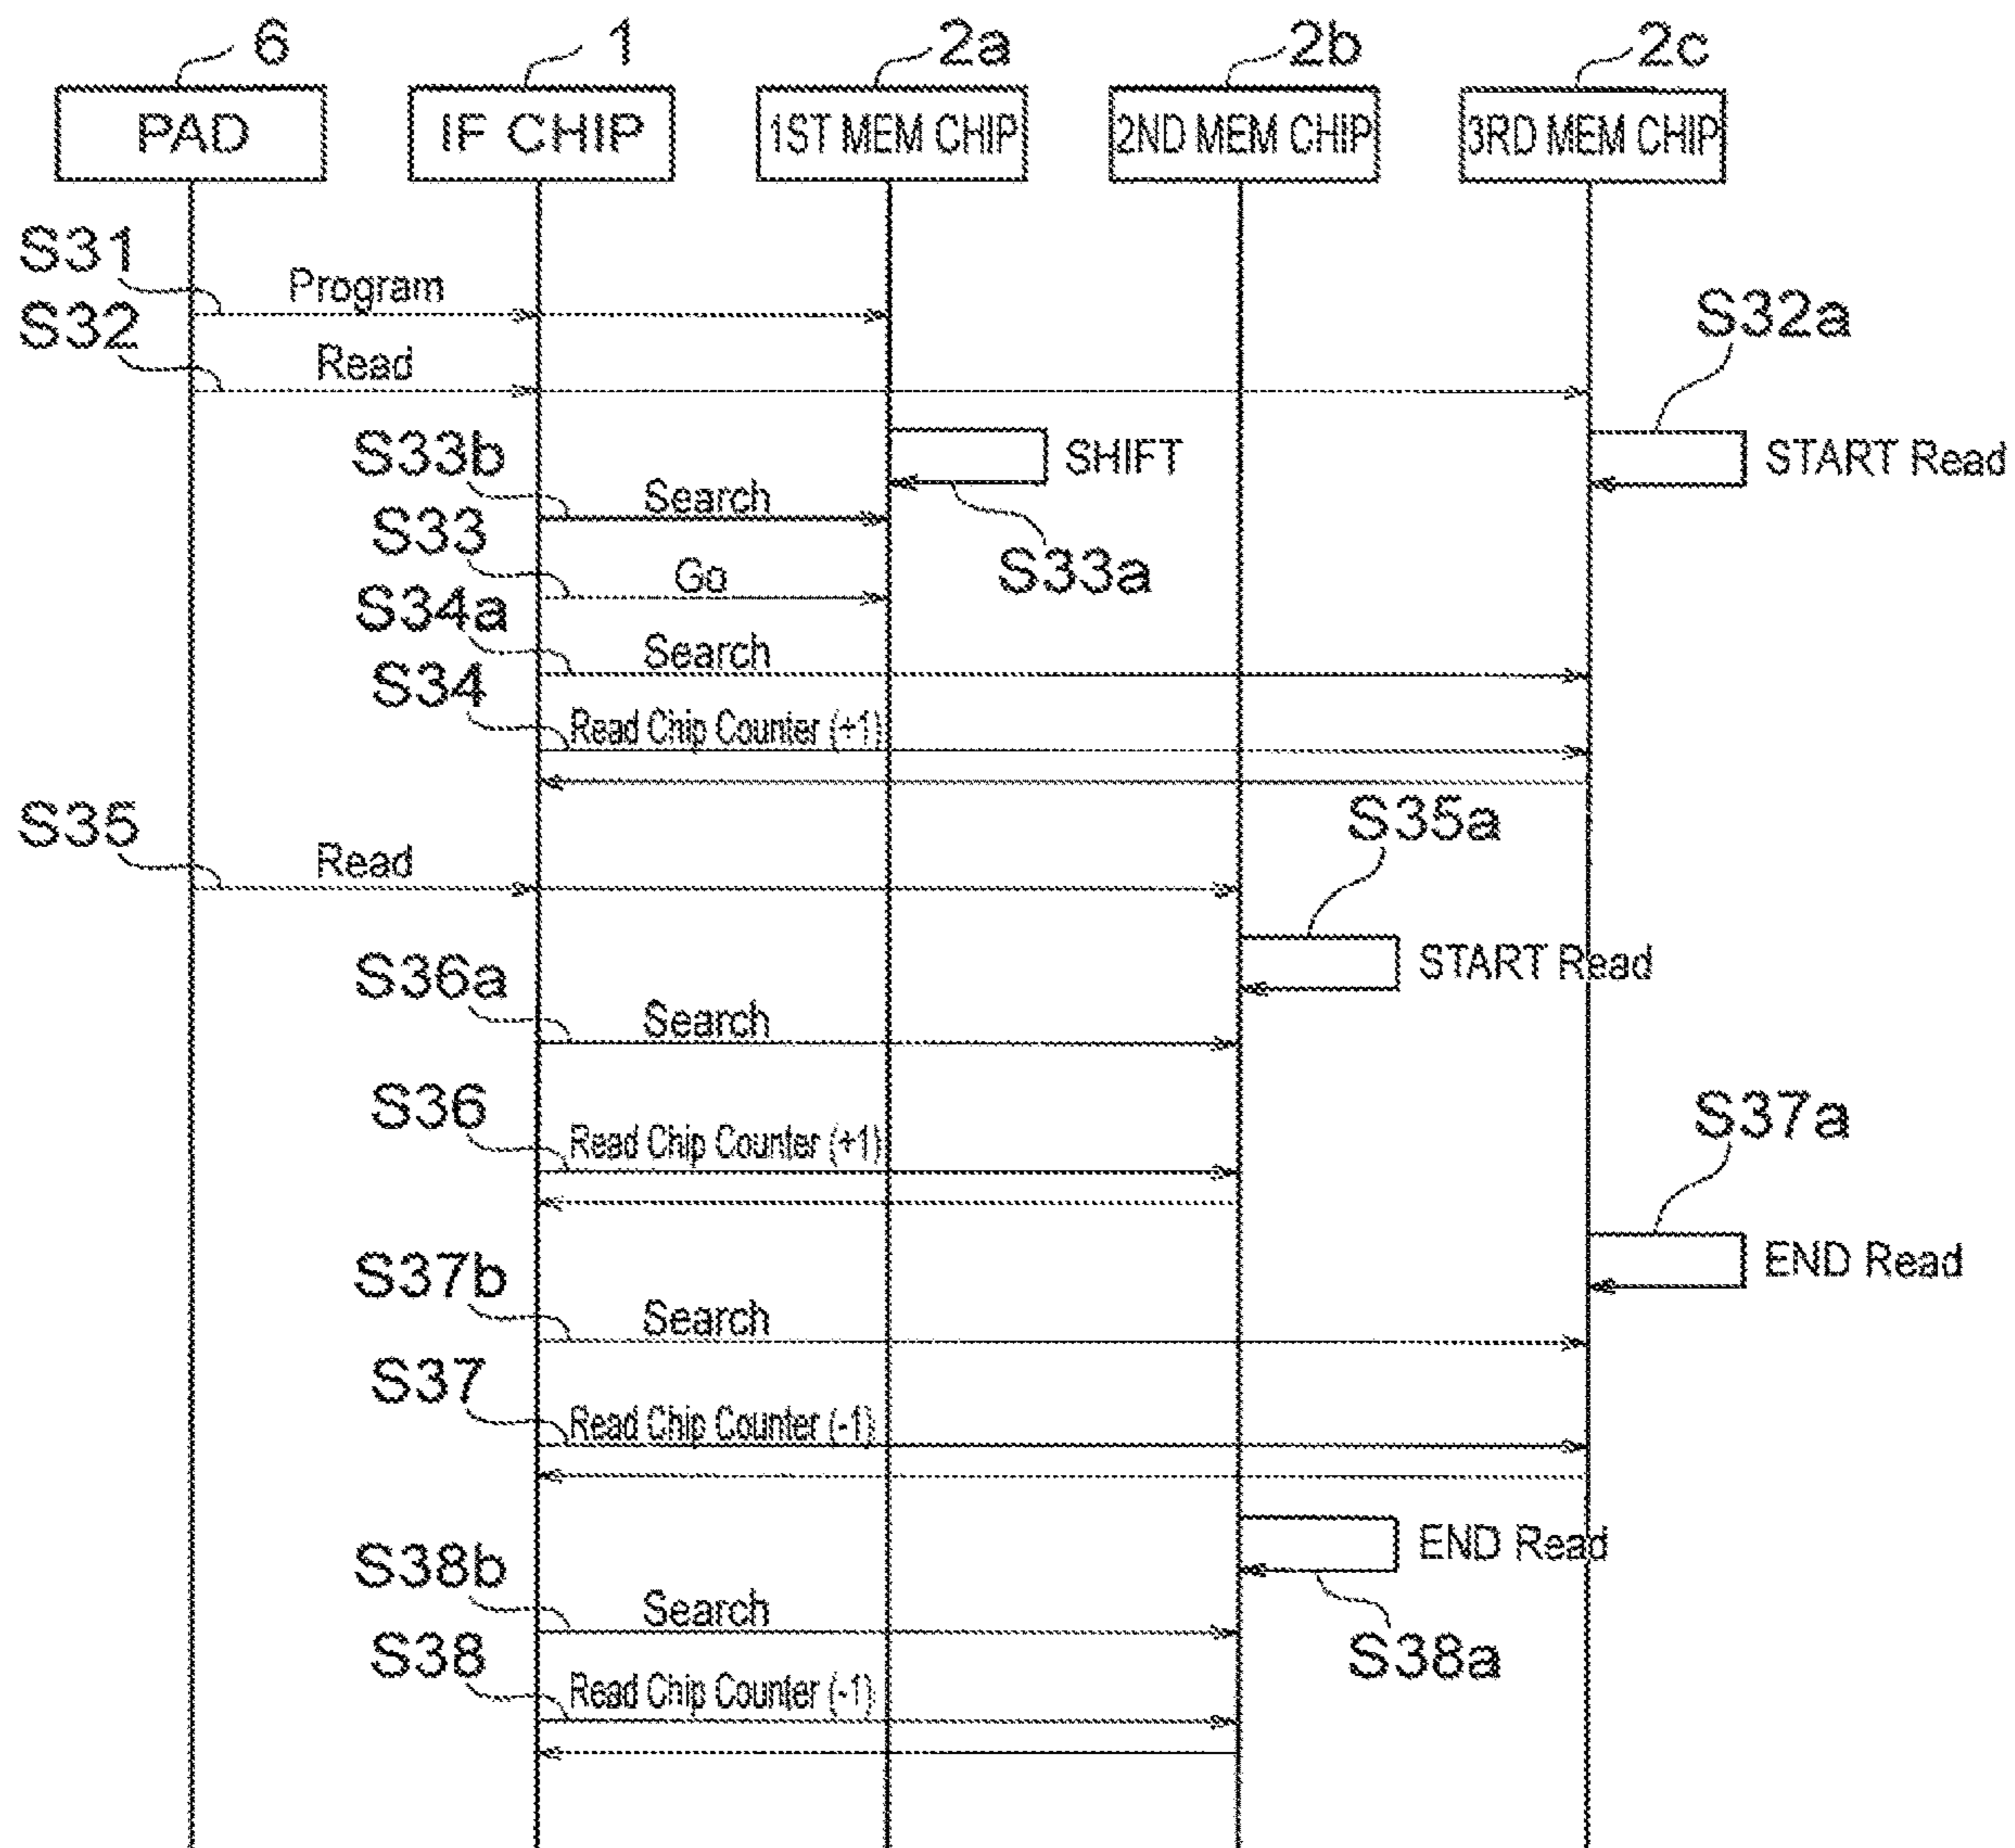 6
1
2a
2b
2c
PAD
IF CHIP
1ST MEM CHIP
2ND MEM CHIP
3RD MEM CHIP
S31
Program
S32
Read
S32a
START Read
SHIFT
S33b
Search
S33a
S33
Go
S34a
Search
S34
Read Chip Counter (+1)
S35
Read
S35a
START Read
S36a
Search
S36
Read Chip Counter (+1)
S37a
END Read
S37b
Search
S37
Read Chip Counter (-1)
END Read
S38b
Search
S38a
S38
Read Chip Counter (-1)